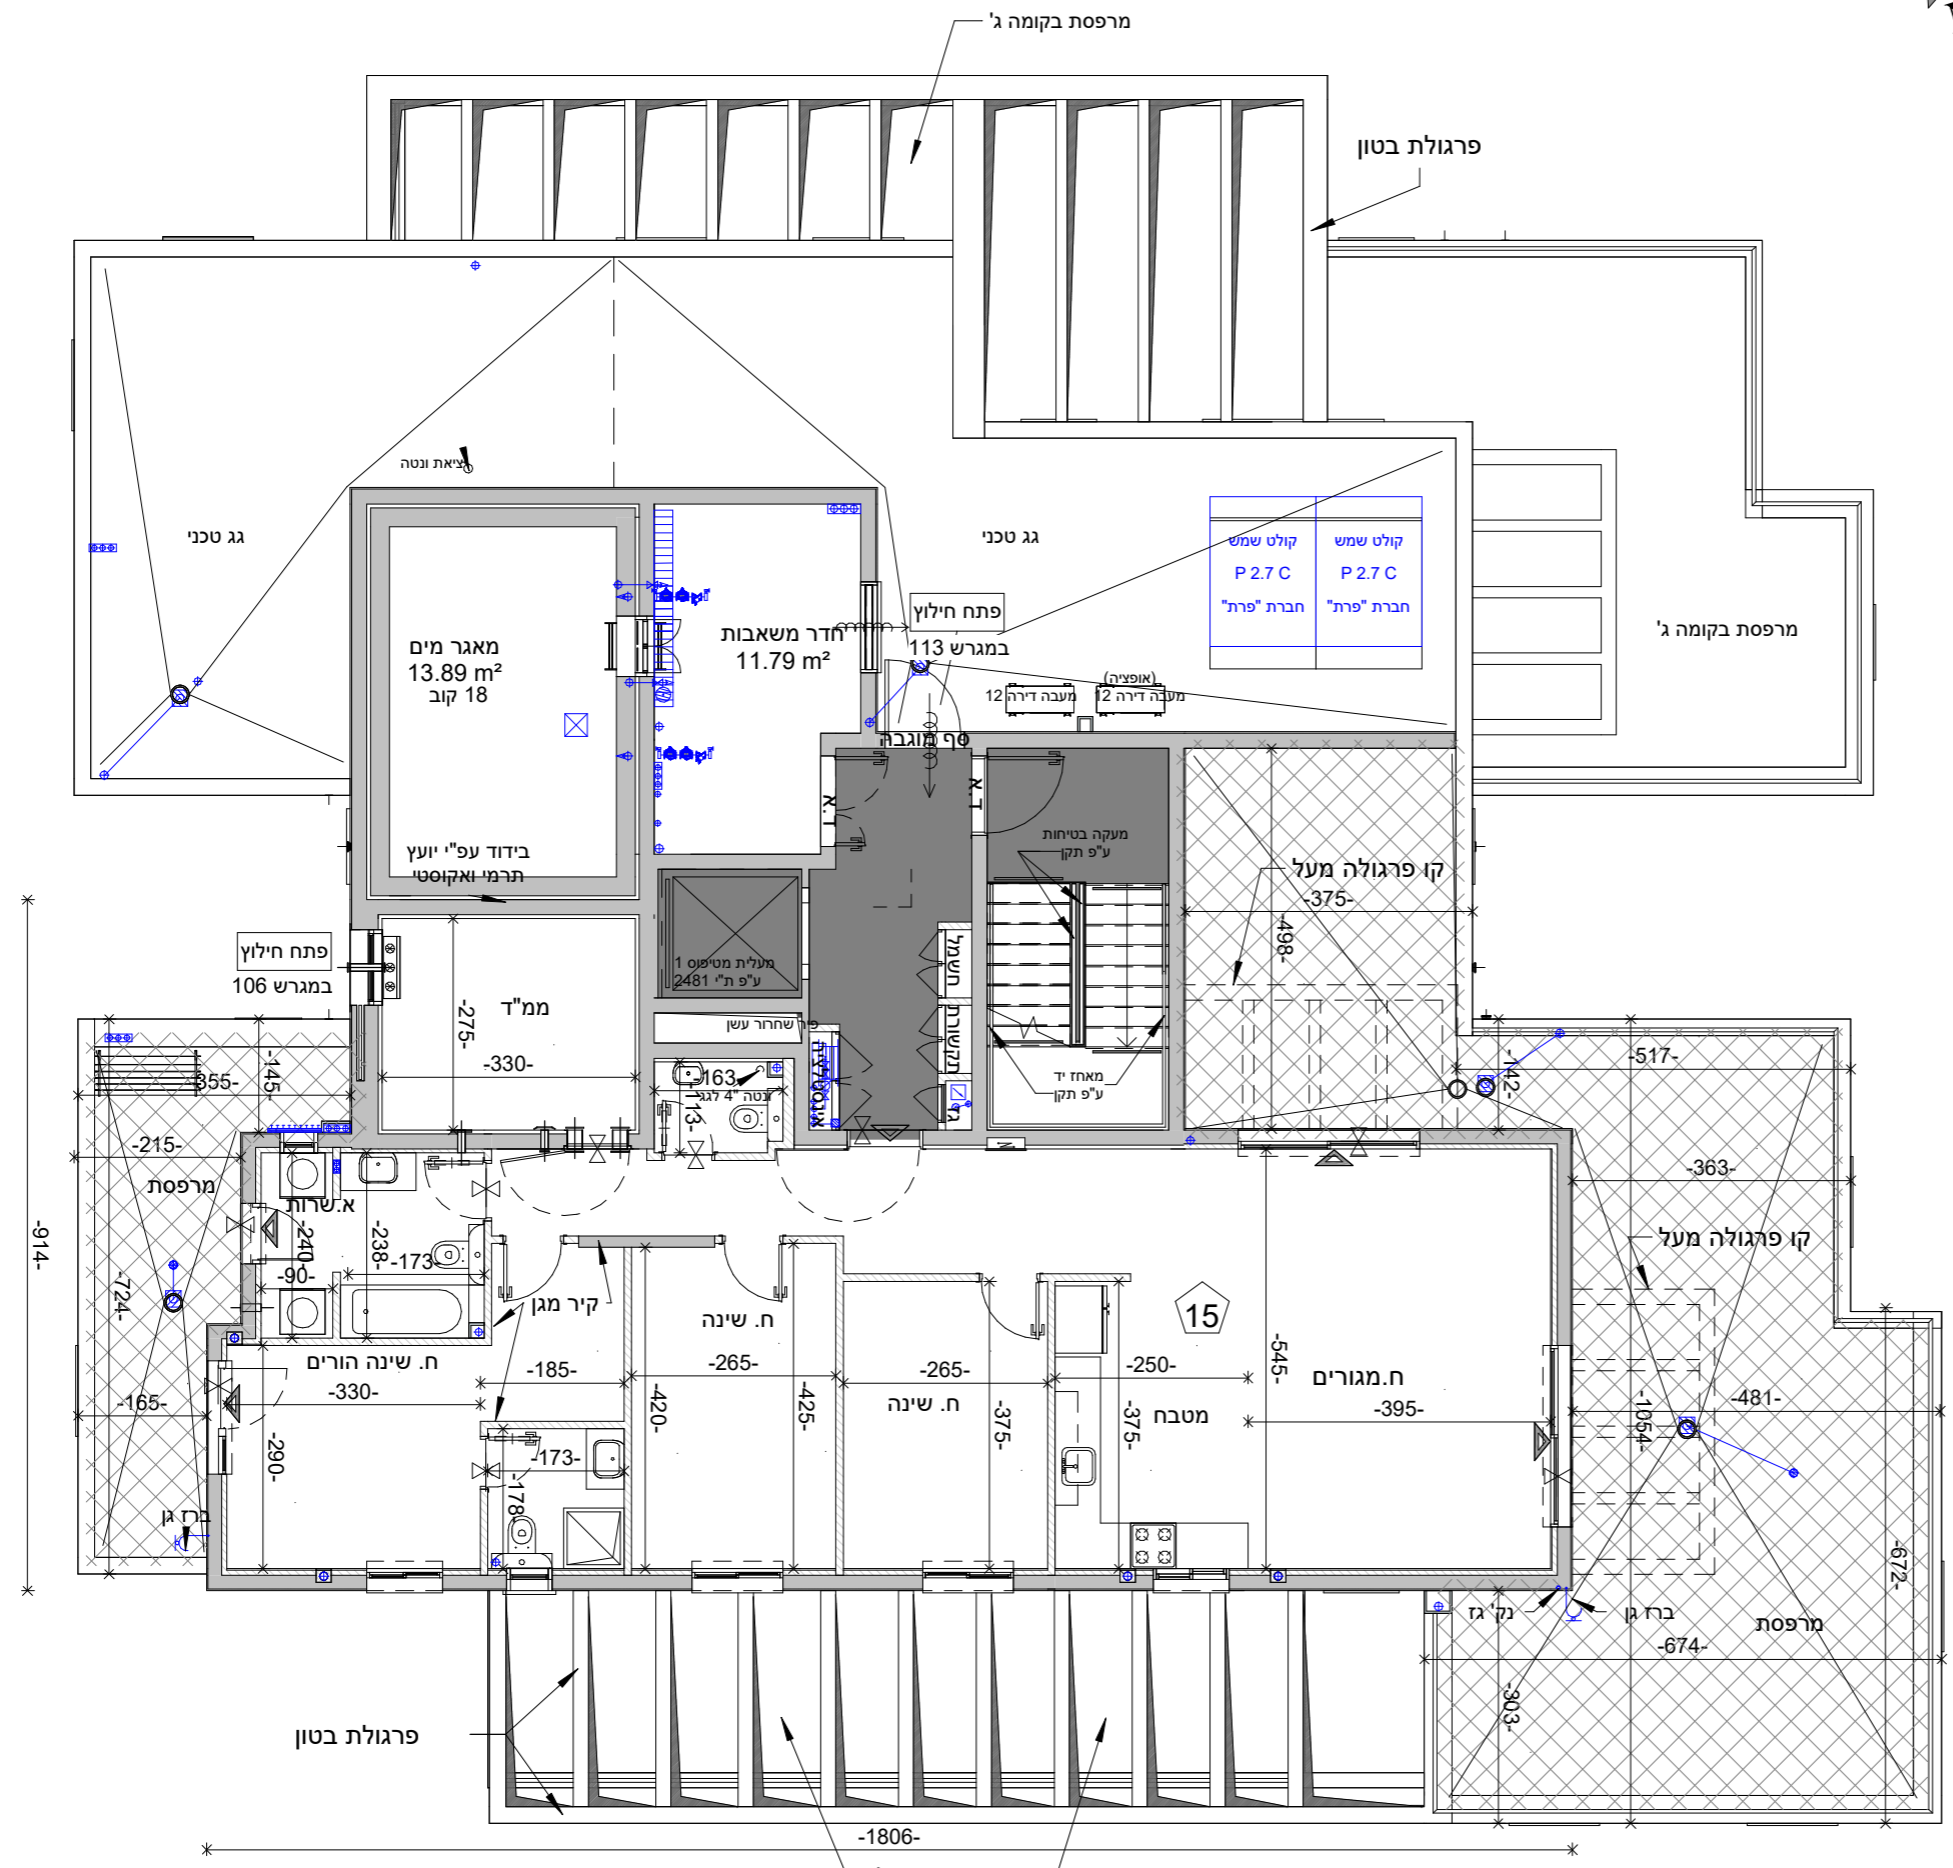 מרפסת בקומה ג'
פרגולת בטון
יציאת ונטה
גג טכני
גג טכני
קולט שמש
P 2.7 C
חברת "פרת"
קולט שמש
P 2.7 C
חברת "פרת"
פתח חילוץ
במגרש 113
מאגר מים
13.89 m²
18 קוב
חדר משאבות
11.79 m²
מרפסת בקומה ג'
(אופציה)
מעבה דירה 12
מעבה דירה 12
סף מוגבה
ד.א
ד.א
מעקה בטיחות
ע"פ תקן
בידוד עפ"י יועץ
תרמי ואקוסטי
קו פרגולה מעל
-375-
-498-
פתח חילוץ
במגרש 106
מעלית מטיפוס 1
ע"פ ת"י 2481
חשמל
ממ"ד
-275-
-330-
פיר שחרור עשן
תקשורת
אינסטלציה
גז
מאחז יד
ע"פ תקן
-163-
ונטה "4 לגג
-113-
-355-
-145-
-142-
-517-
-215-
מרפסת
-363-
א.שרות
-240-
-238-
-173-
-90-
-914-
-724-
קו פרגולה מעל
קיר מגן
ח. שינה
15
ח. שינה הורים
-330-
-185-
-265-
-265-
-250-
-545-
ח.מגורים
-395-
-165-
-420-
-425-
ח. שינה
-375-
-375-
מטבח
-1054-
-481-
-290-
-173-
-178-
ברז גן
-672-
נק' גז
ברז גן
מרפסת
-674-
-303-
פרגולת בטון
-1806-